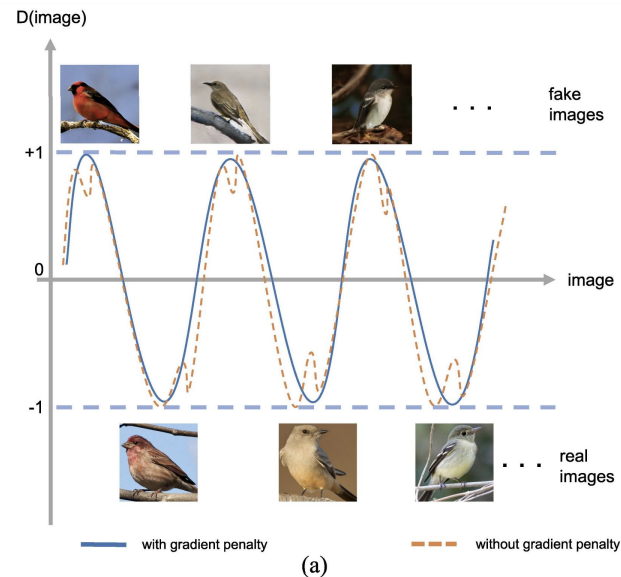 D(image)
fake
images
+1
0
image
-1
real
images
with gradient penalty
without gradient penalty
(a)